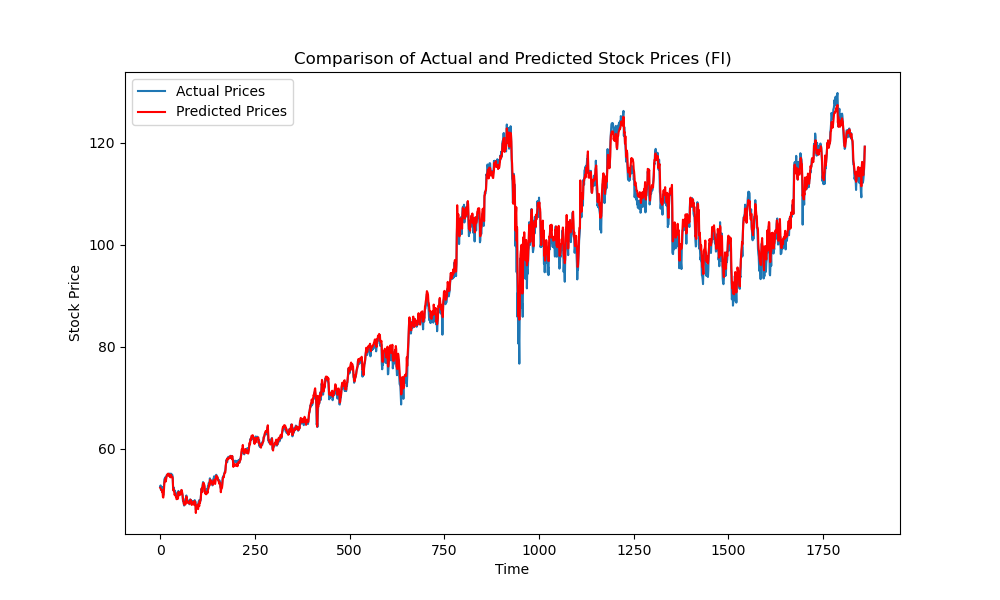 Comparison of Actual and Predicted Stock Prices (FI)
Actual Prices
Predicted Prices
120
100
80
60
Stock Price
0 250 500 750 1000 1250 1500 1750
Time